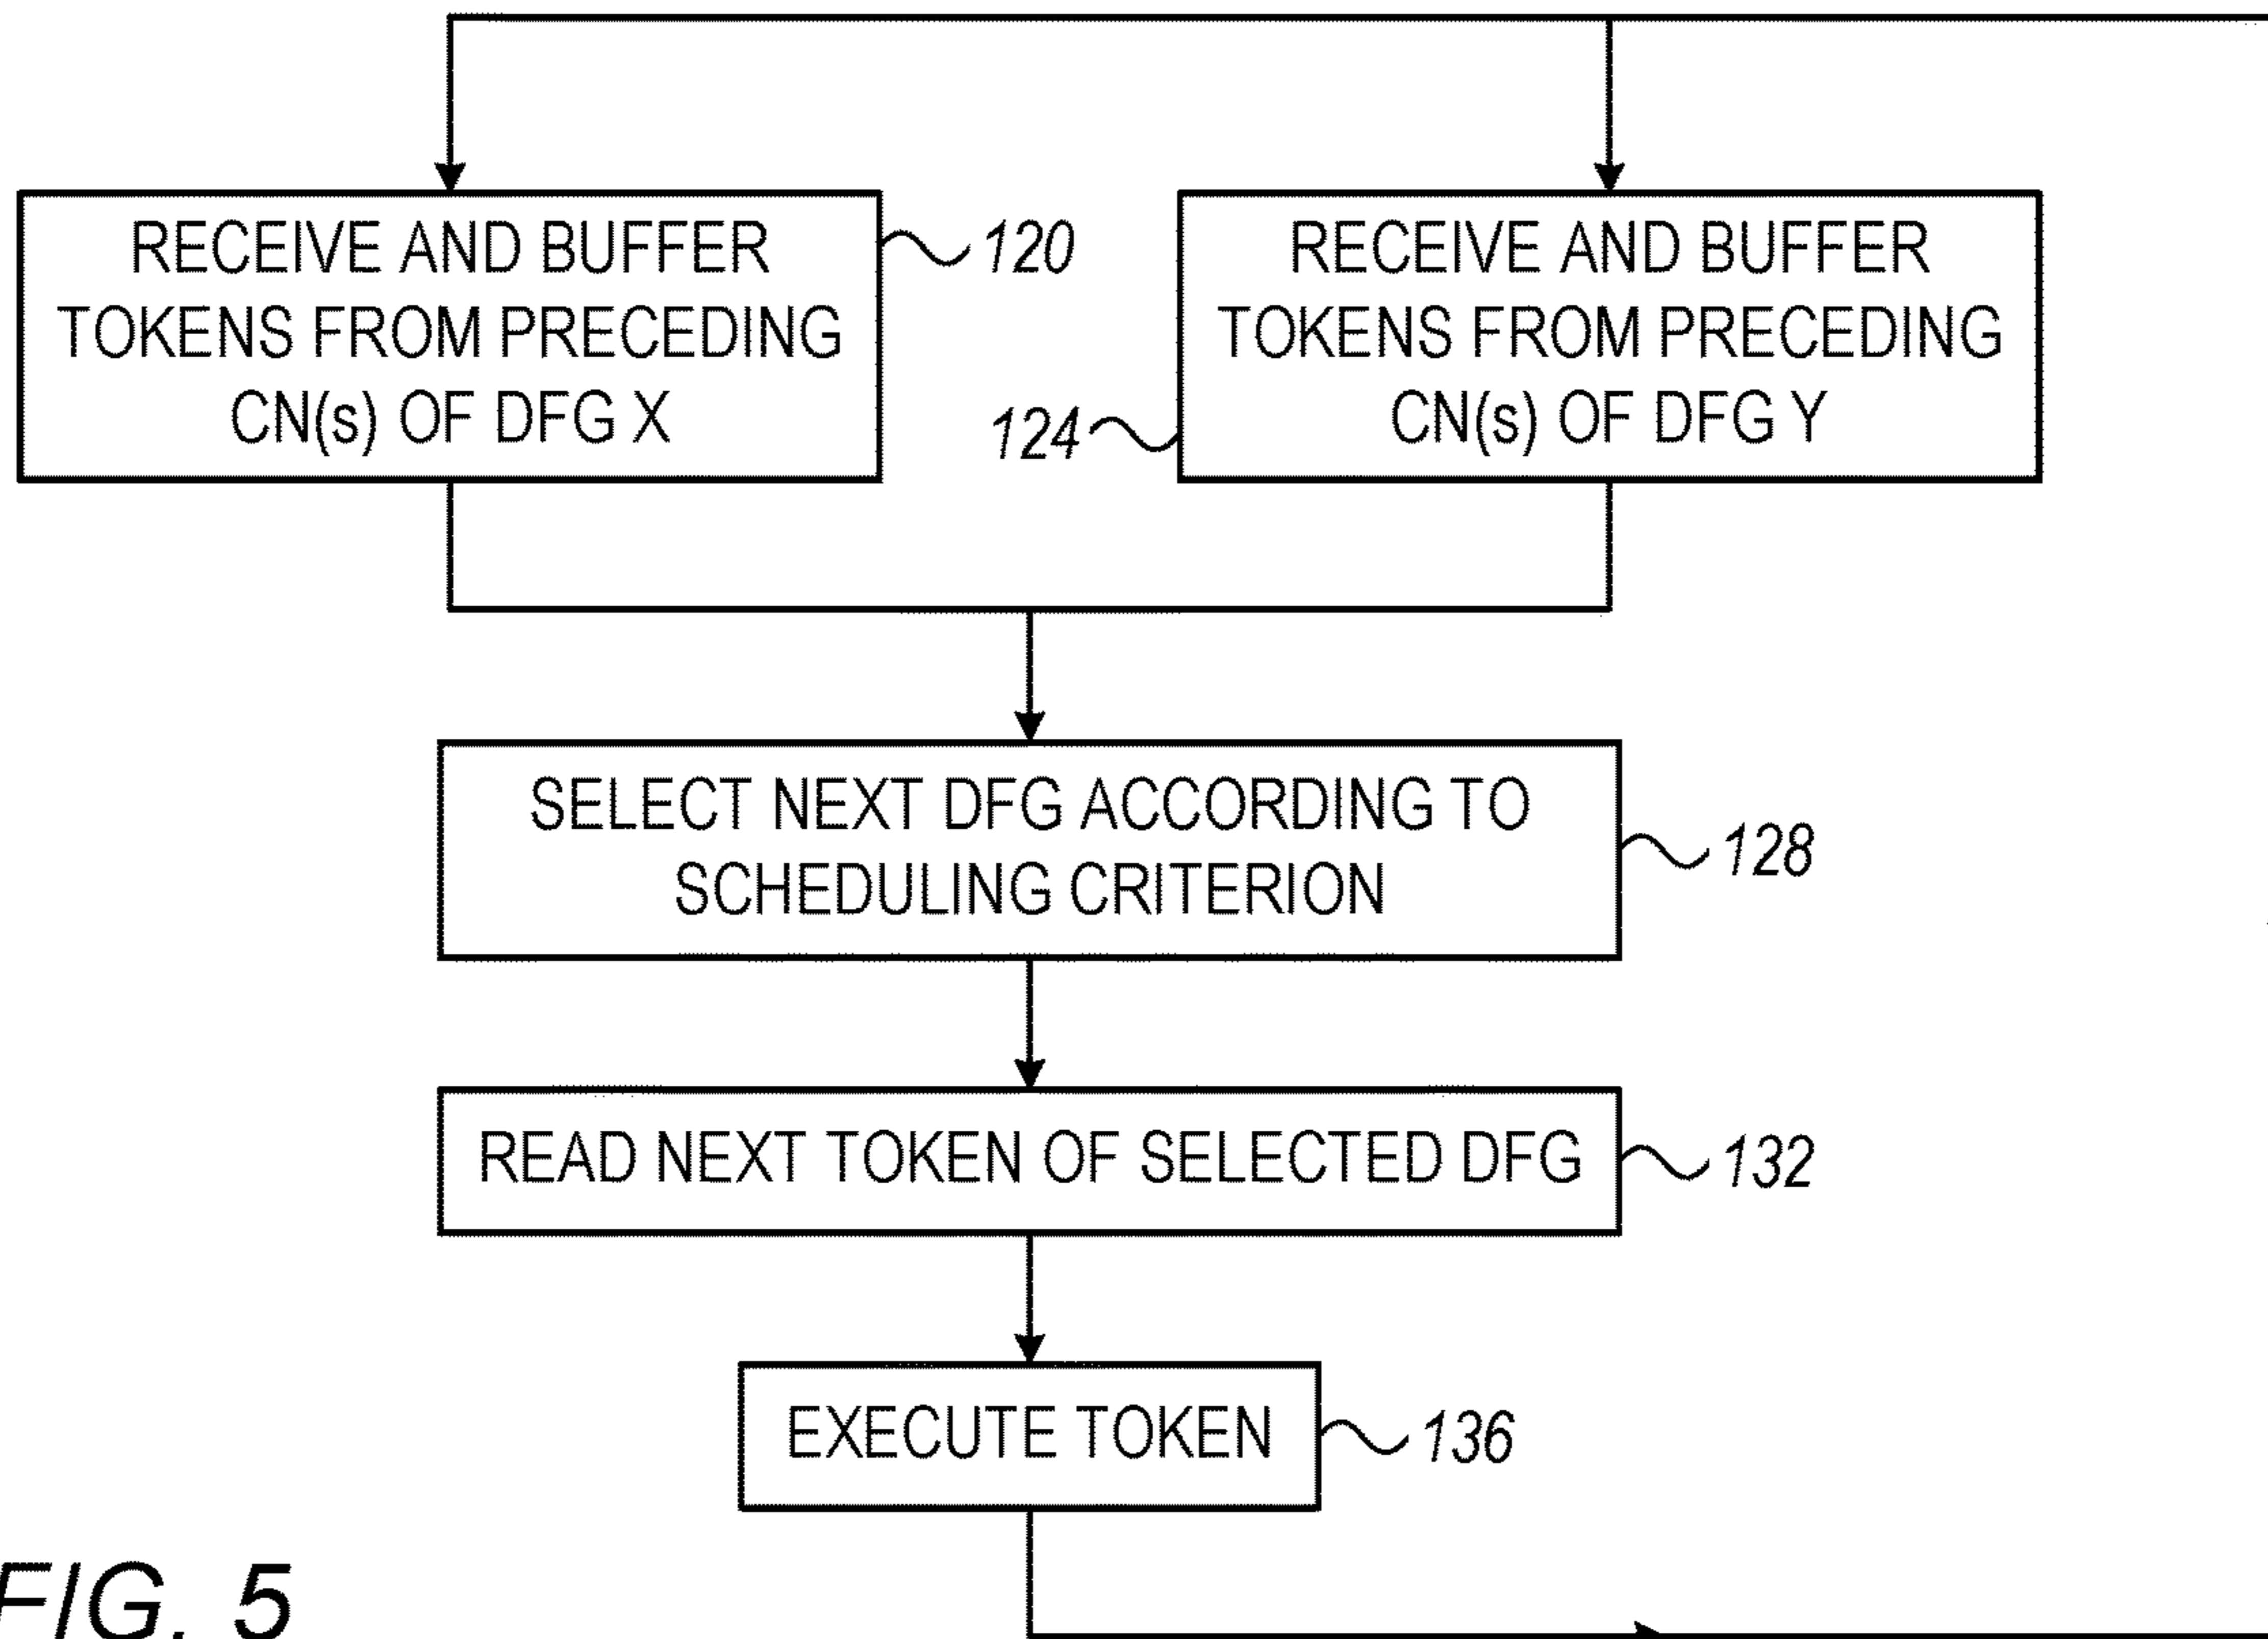 RECEIVE AND BUFFER
TOKENS FROM PRECEDING
CN(s) OF DFG X
120
RECEIVE AND BUFFER
TOKENS FROM PRECEDING
CN(s) OF DFG Y
124
SELECT NEXT DFG ACCORDING TO
SCHEDULING CRITERION
128
READ NEXT TOKEN OF SELECTED DFG
132
EXECUTE TOKEN
136
FIG. 5